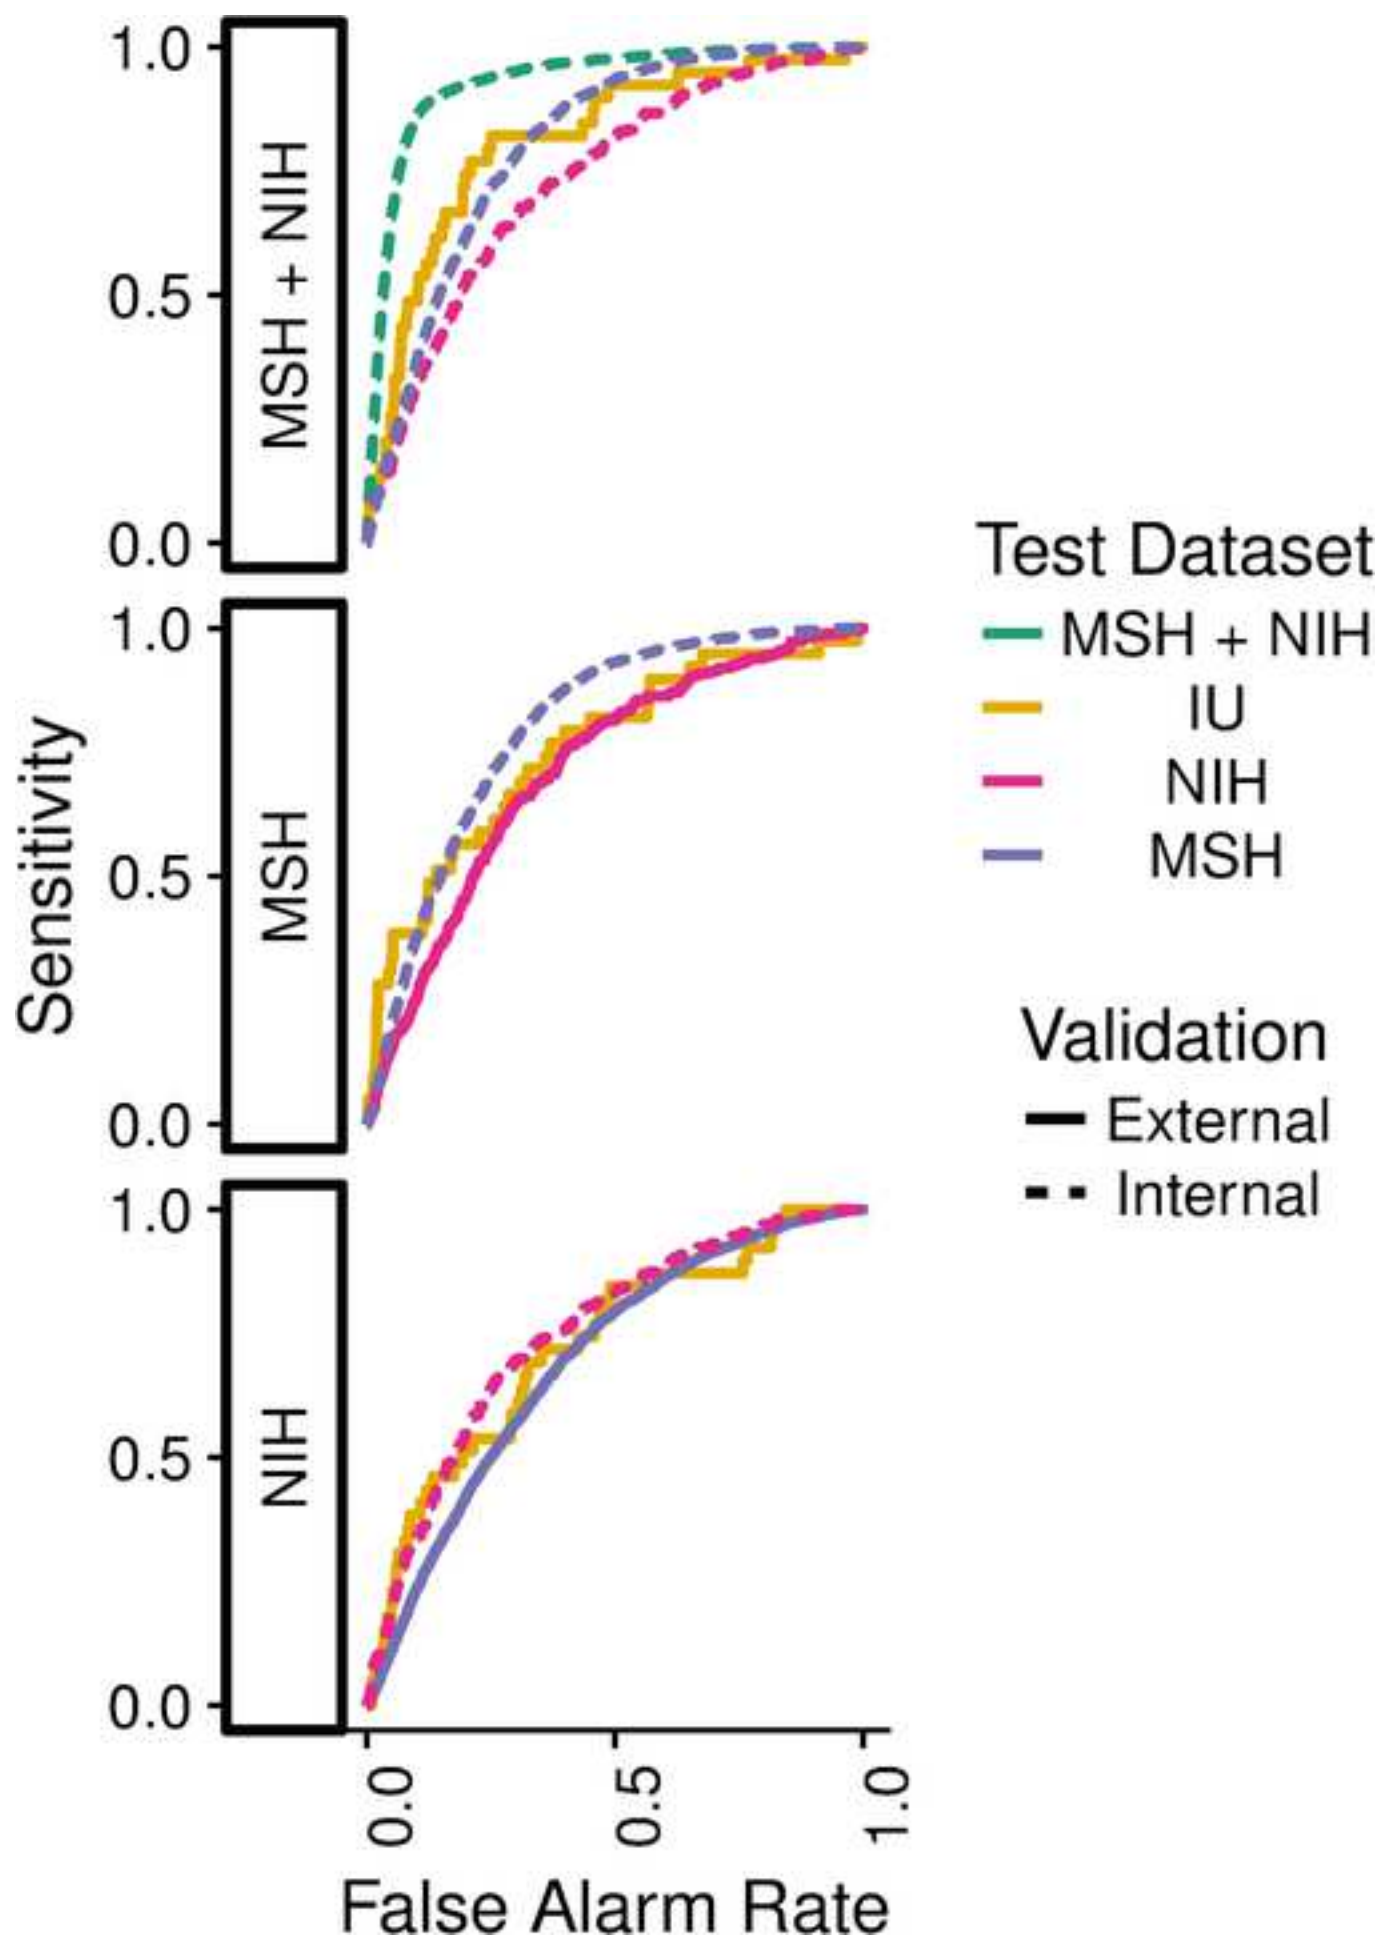 1.0
0.5
0.0
MSH + NIH
1.0
0.5
0.0
MSH
1.0
0.5
0.0
NIH
Sensitivity
0.0
0.5
1.0
False Alarm Rate
Test Dataset
MSH + NIH
IU
NIH
MSH
Validation
External
Internal